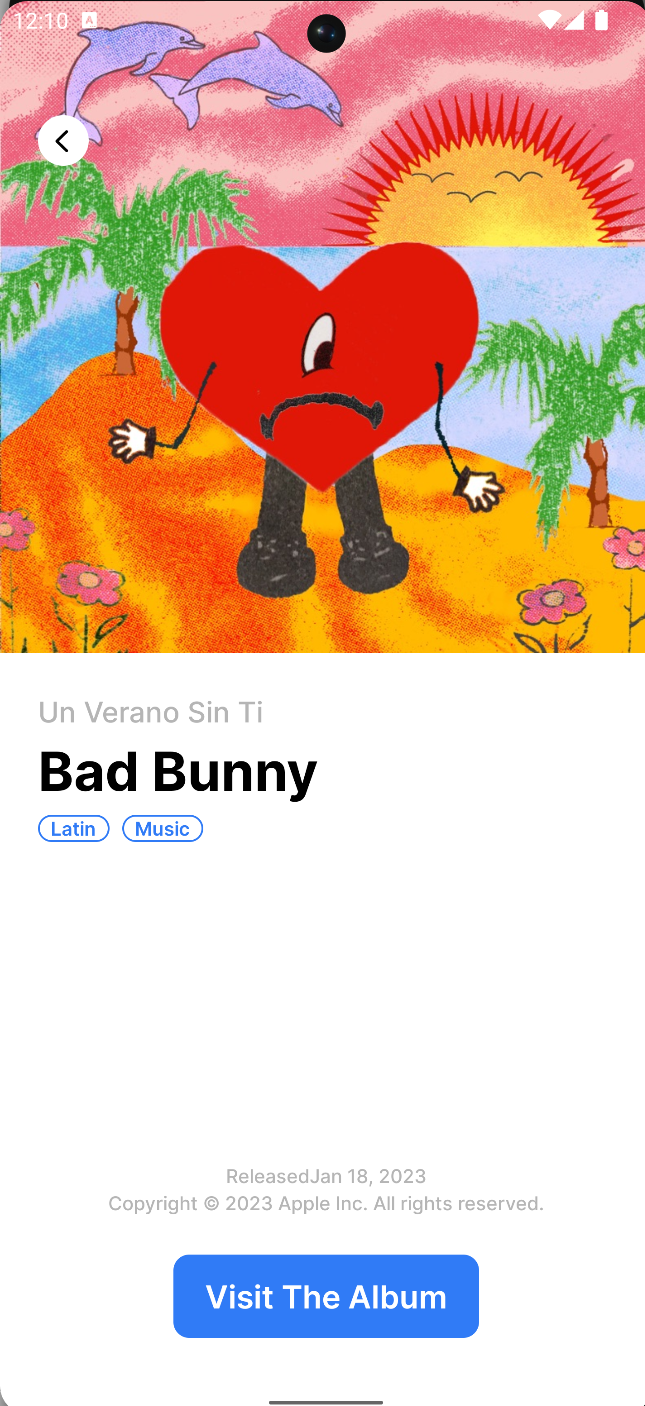 12:10 A
Un Verano Sin Ti
Bad Bunny
Latin Music
ReleasedJan 18, 2023
Copyright © 2023 Apple Inc. All rights reserved.
Visit The Album